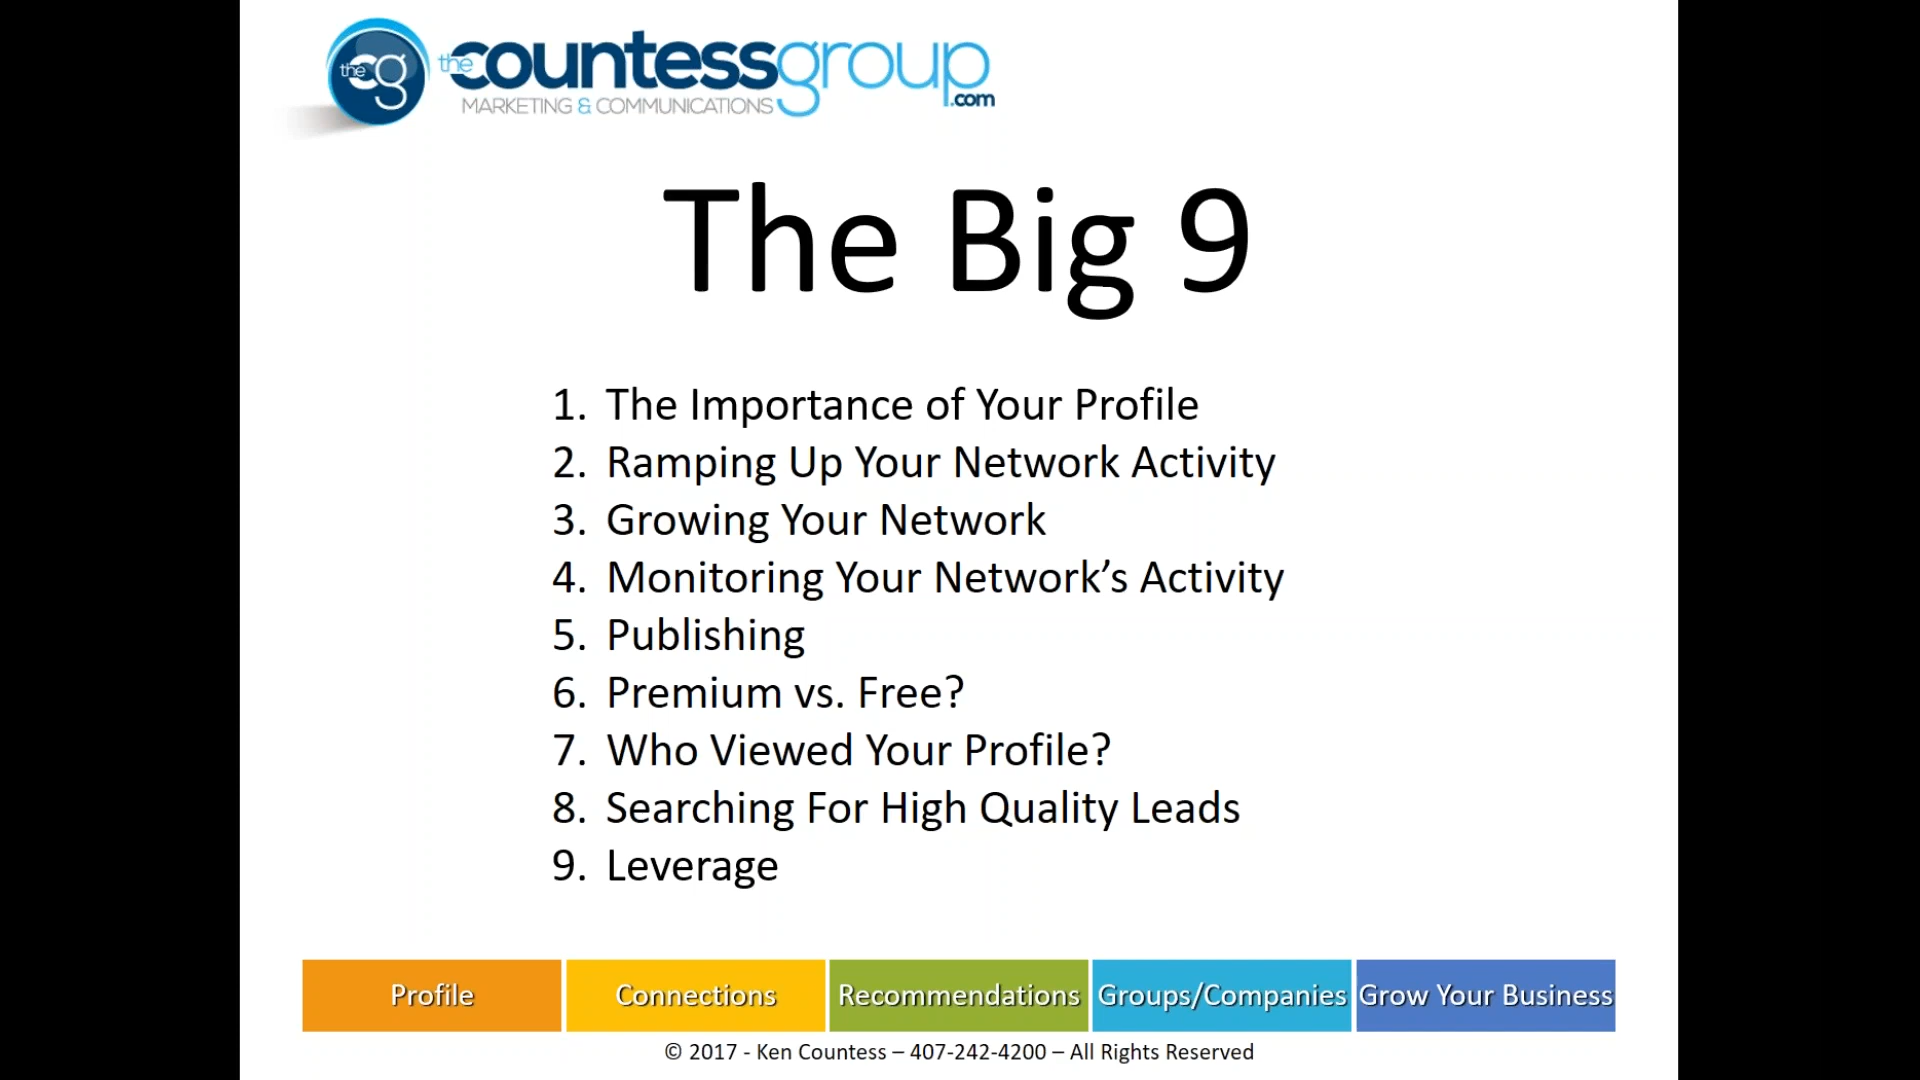 the cg
thecountessgroup.com
MARKETING & COMMUNICATIONS
The Big 9
1. The Importance of Your Profile
2. Ramping Up Your Network Activity
3. Growing Your Network
4. Monitoring Your Network’s Activity
5. Publishing
6. Premium vs. Free?
7. Who Viewed Your Profile?
8. Searching For High Quality Leads
9. Leverage
Profile
Connections
Recommendations
Groups/Companies
Grow Your Business
© 2017 - Ken Countess – 407-242-4200 – All Rights Reserved